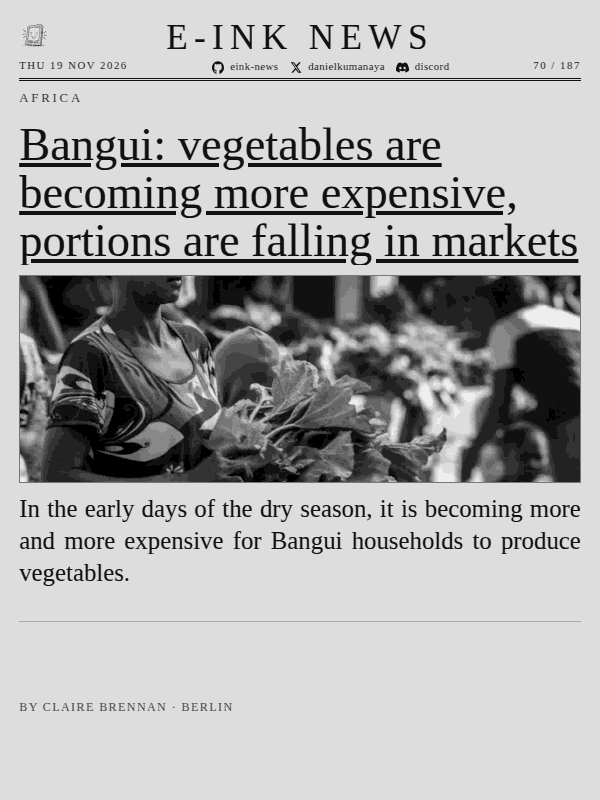 E-INK NEWS
THU 19 NOV 2026
eink-news danielkumanaya discord
70 / 187
AFRICA
Bangui: vegetables are
becoming more expensive,
portions are falling in markets
In the early days of the dry season, it is becoming more
and more expensive for Bangui households to produce
vegetables.
BY CLAIRE BRENNAN · BERLIN